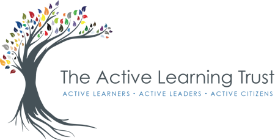 The Active Learning Trust
ACTIVE LEARNERS - ACTIVE LEADERS - ACTIVE CITIZENS